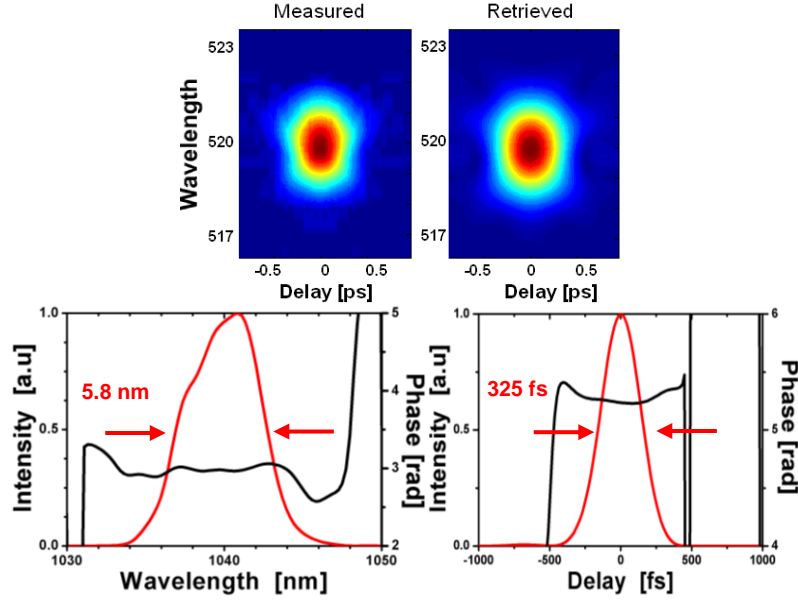 Measured
Retrieved
Wavelength
523
520
517
523
520
517
-0.5
0
0.5
-0.5
0
0.5
Delay [ps]
Delay [ps]
Intensity [a.u]
1.0
0.5
0.0
5.8 nm
5
4
3
2
Phase [rad]
1030
1040
1050
Wavelength [nm]
Intensity [a.u]
1.0
0.5
0.0
325 fs
6
5
4
Phase [rad]
-1000
-500
0
500
1000
Delay [fs]